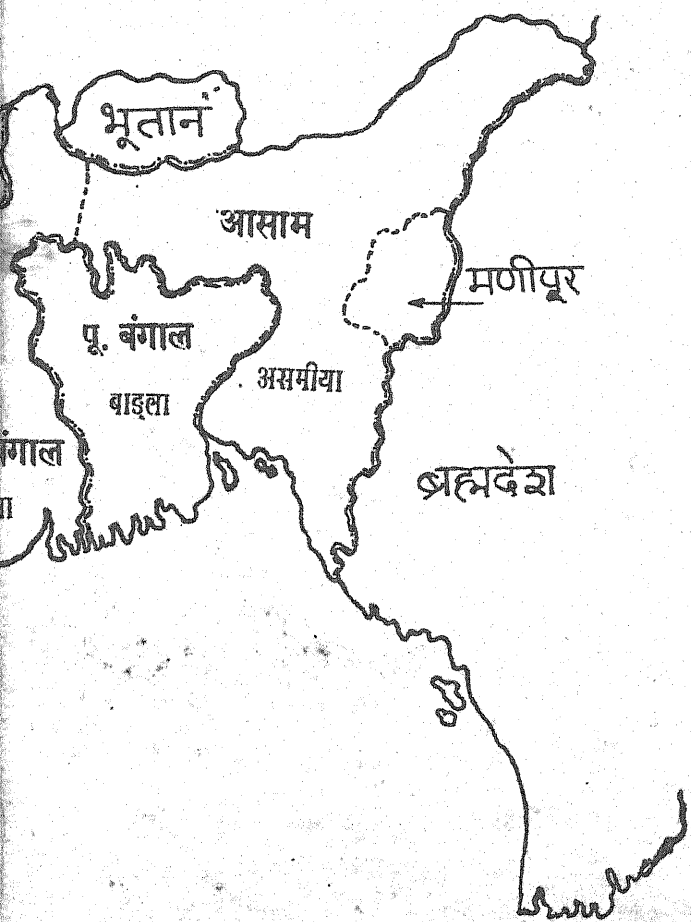 भूतान
आसाम
मणीपूर
पू. बंगाल
बाङ्ला
असमीया
बंगाल
ब्रह्मदेश